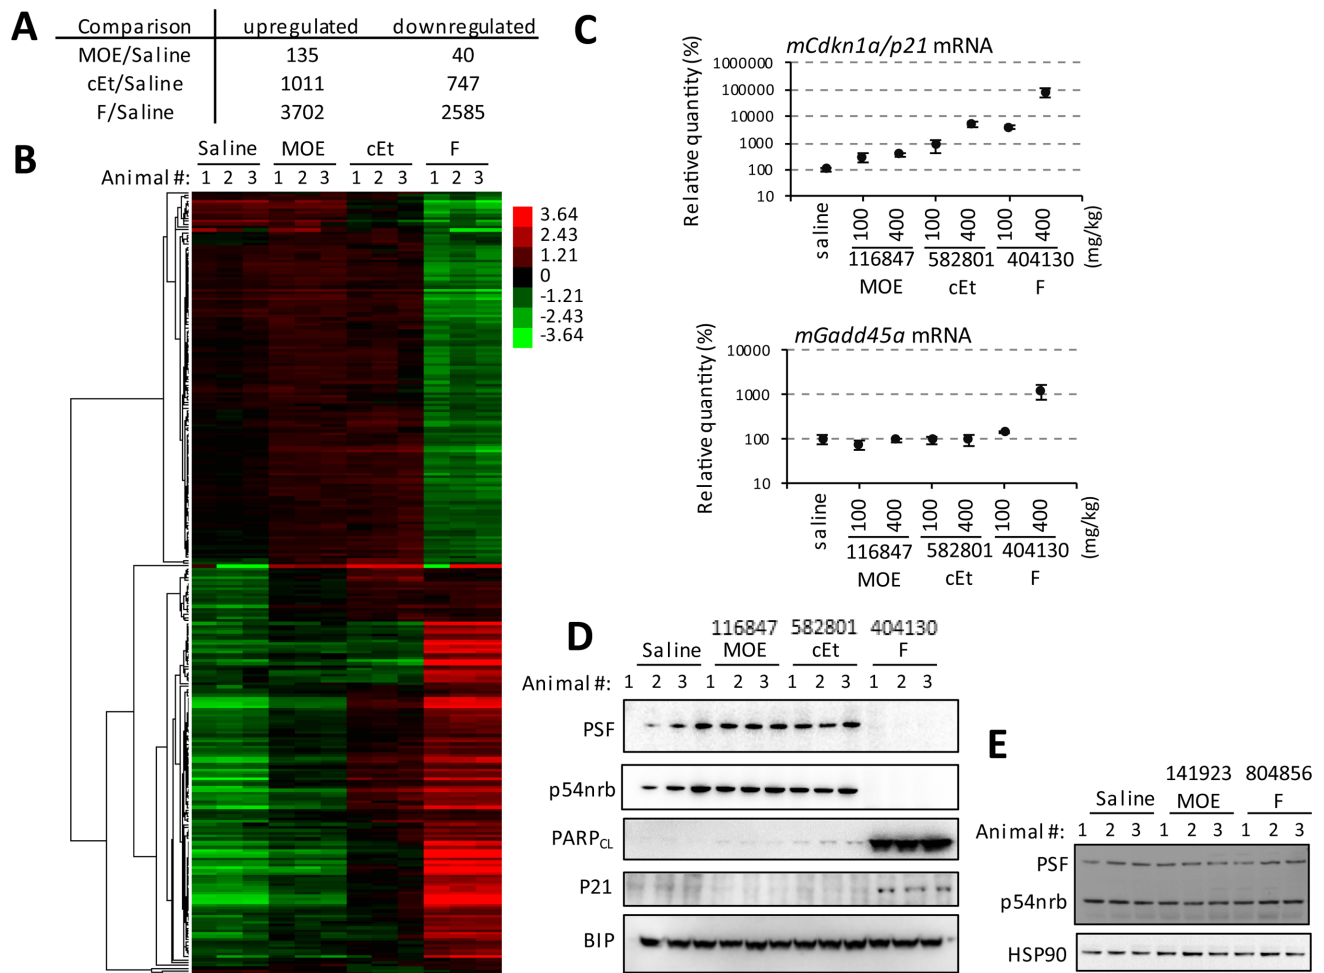 A
Comparison upregulated downregulated
MOE/Saline 135 40
cEt/Saline 1011 747
F/Saline 3702 2585
B
Saline MOE cEt F
Animal #: 1 2 3 1 2 3 1 2 3 1 2 3
3.64
2.43
1.21
0
-1.21
-2.43
-3.64
C
mCdkn1a/p21 mRNA
Relative quantity (%)
1000000
100000
10000
1000
100
10
saline 100 400 100 400 100 400 (mg/kg)
116847 582801 404130
MOE cEt F
mGadd45a mRNA
Relative quantity (%)
10000
1000
100
10
saline 100 400 100 400 100 400 (mg/kg)
116847 582801 404130
MOE cEt F
D
116847 582801 404130
Saline MOE cEt F
Animal #: 1 2 3 1 2 3 1 2 3 1 2 3
PSF
p54nrb
PARPCL
P21
BIP
E
141923 804856
Saline MOE F
Animal #: 1 2 3 1 2 3 1 2 3
PSF
p54nrb
HSP90